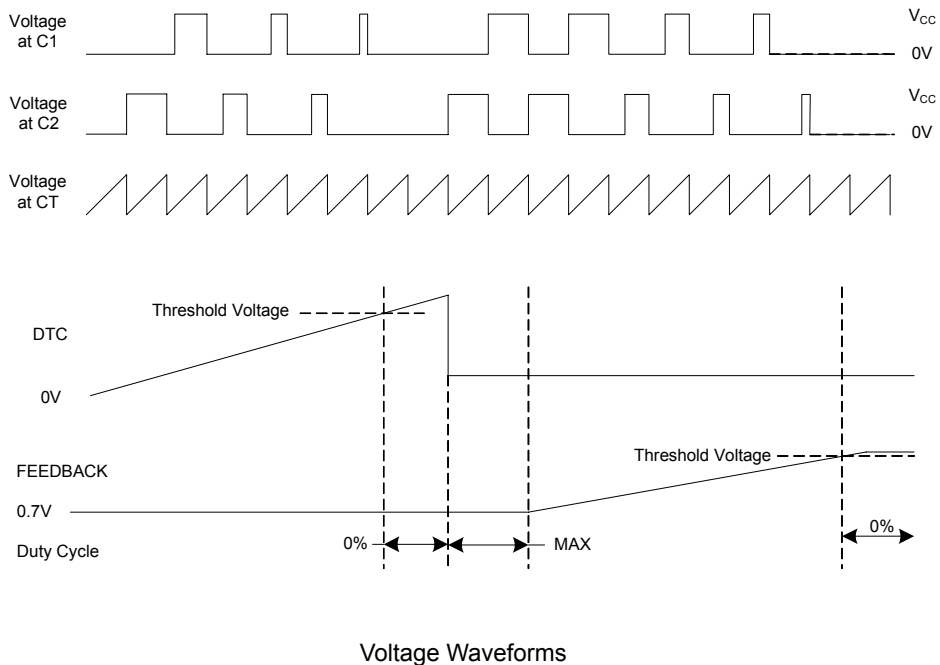 Voltage
at C1
VCC
0V
Voltage
at C2
VCC
0V
Voltage
at CT
Threshold Voltage
DTC
0V
Threshold Voltage
FEEDBACK
0.7V
0%
0%
MAX
Duty Cycle
Voltage Waveforms